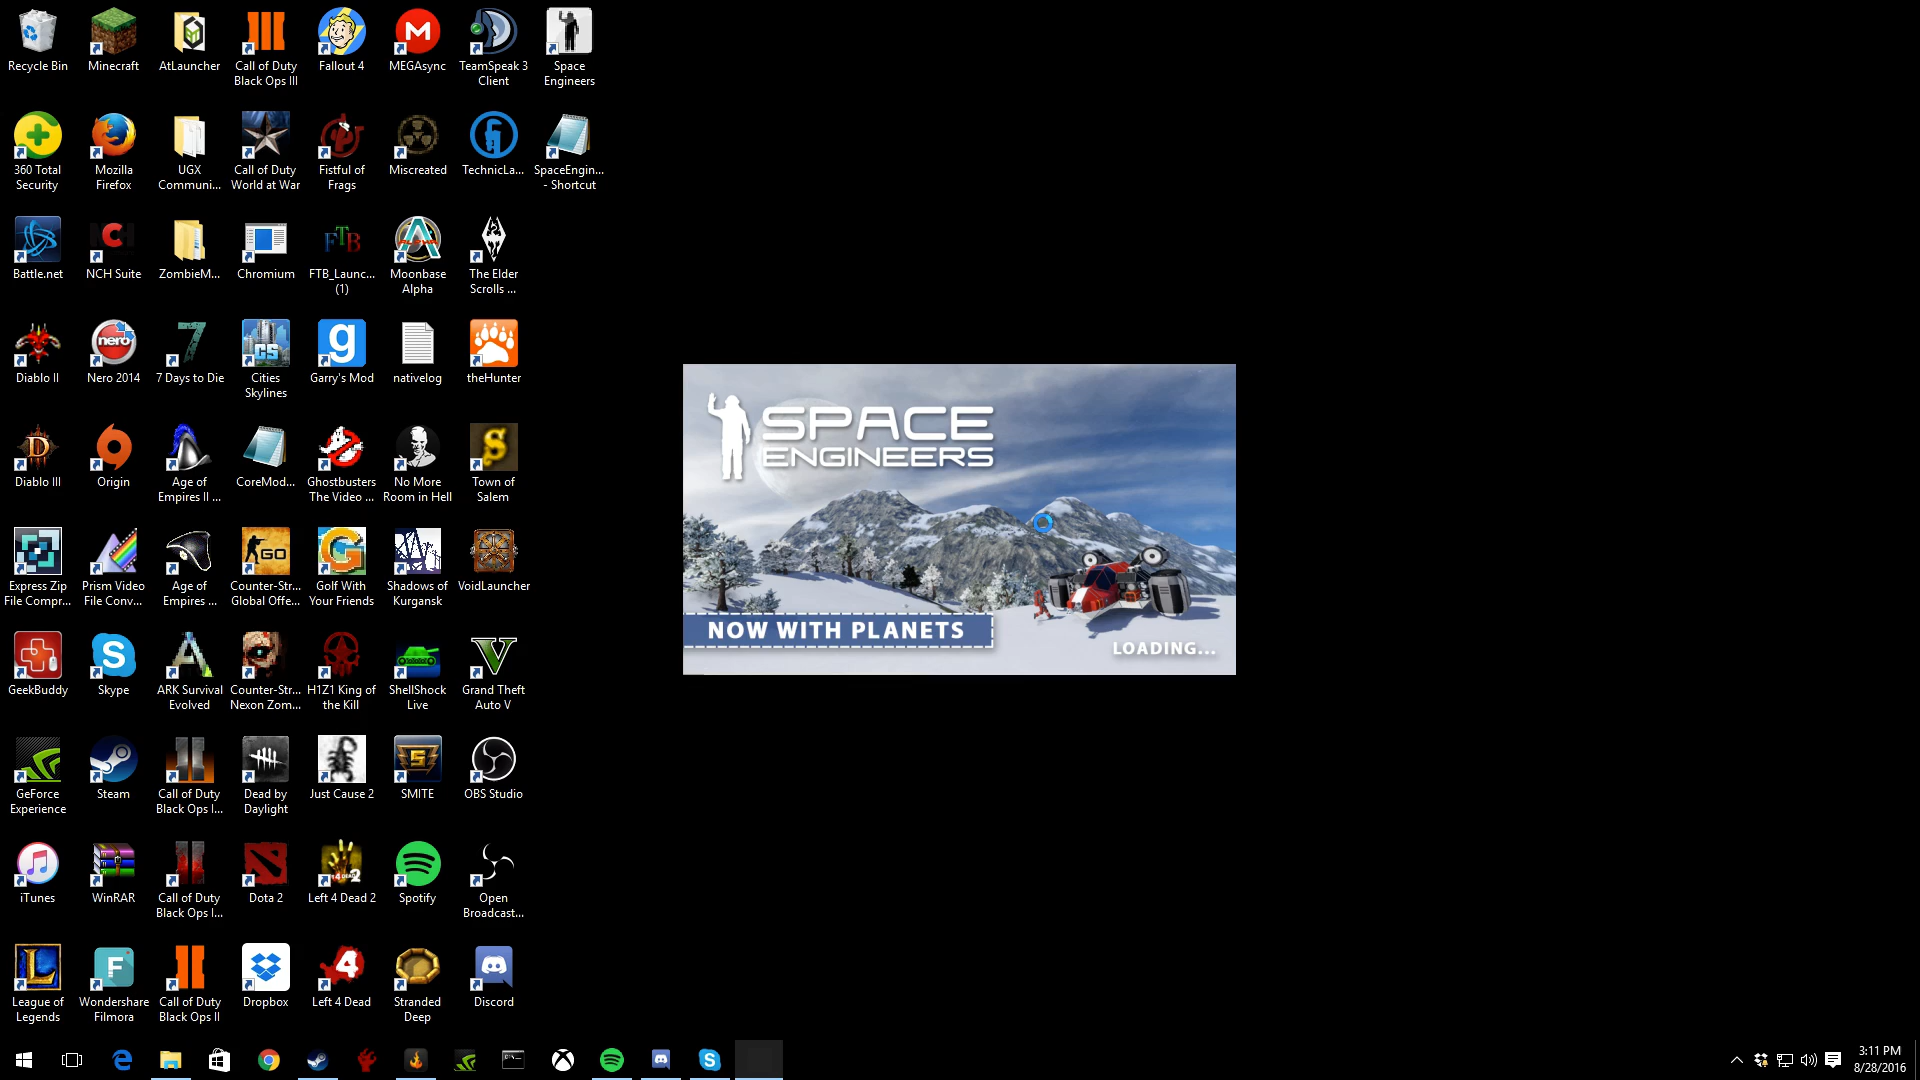 Recycle Bin
Minecraft
AtLauncher
Call of Duty
Black Ops III
Fallout 4
MEGAsync
TeamSpeak 3
Client
Space
Engineers
360 Total
Security
Mozilla
Firefox
UGX
Communi...
Call of Duty
World at War
Fistful of
Frags
Miscreated
TechnicLa...
SpaceEngin...
- Shortcut
Battle.net
NCH Suite
ZombieM...
Chromium
FTB
FTB_Launc...
(1)
Moonbase
Alpha
The Elder
Scrolls ...
Diablo II
nero
Nero 2014
7 Days to Die
CS
Cities
Skylines
Garry's Mod
nativelog
theHunter
Diablo III
Origin
Age of
Empires II ...
CoreMod...
Ghostbusters
The Video ...
No More
Room in Hell
Town of
Salem
Express Zip
File Compr...
Prism Video
File Conv...
Age of
Empires ...
GO
Counter-Str...
Global Offe...
Golf With
Your Friends
Shadows of
Kurgansk
VoidLauncher
GeekBuddy
Skype
ARK Survival
Evolved
Counter-Str...
Nexon Zom...
H1Z1 King of
the Kill
ShellShock
Live
Grand Theft
Auto V
GeForce
Experience
Steam
Call of Duty
Black Ops I...
Dead by
Daylight
Just Cause 2
SMITE
OBS Studio
iTunes
WinRAR
Call of Duty
Black Ops I...
Dota 2
Left 4 Dead 2
Spotify
Open
Broadcast...
League of
Legends
Wondershare
Filmora
Call of Duty
Black Ops II
Dropbox
Left 4 Dead
Stranded
Deep
Discord
SPACE
ENGINEERS
NOW WITH PLANETS
LOADING...
3:11 PM
8/28/2016